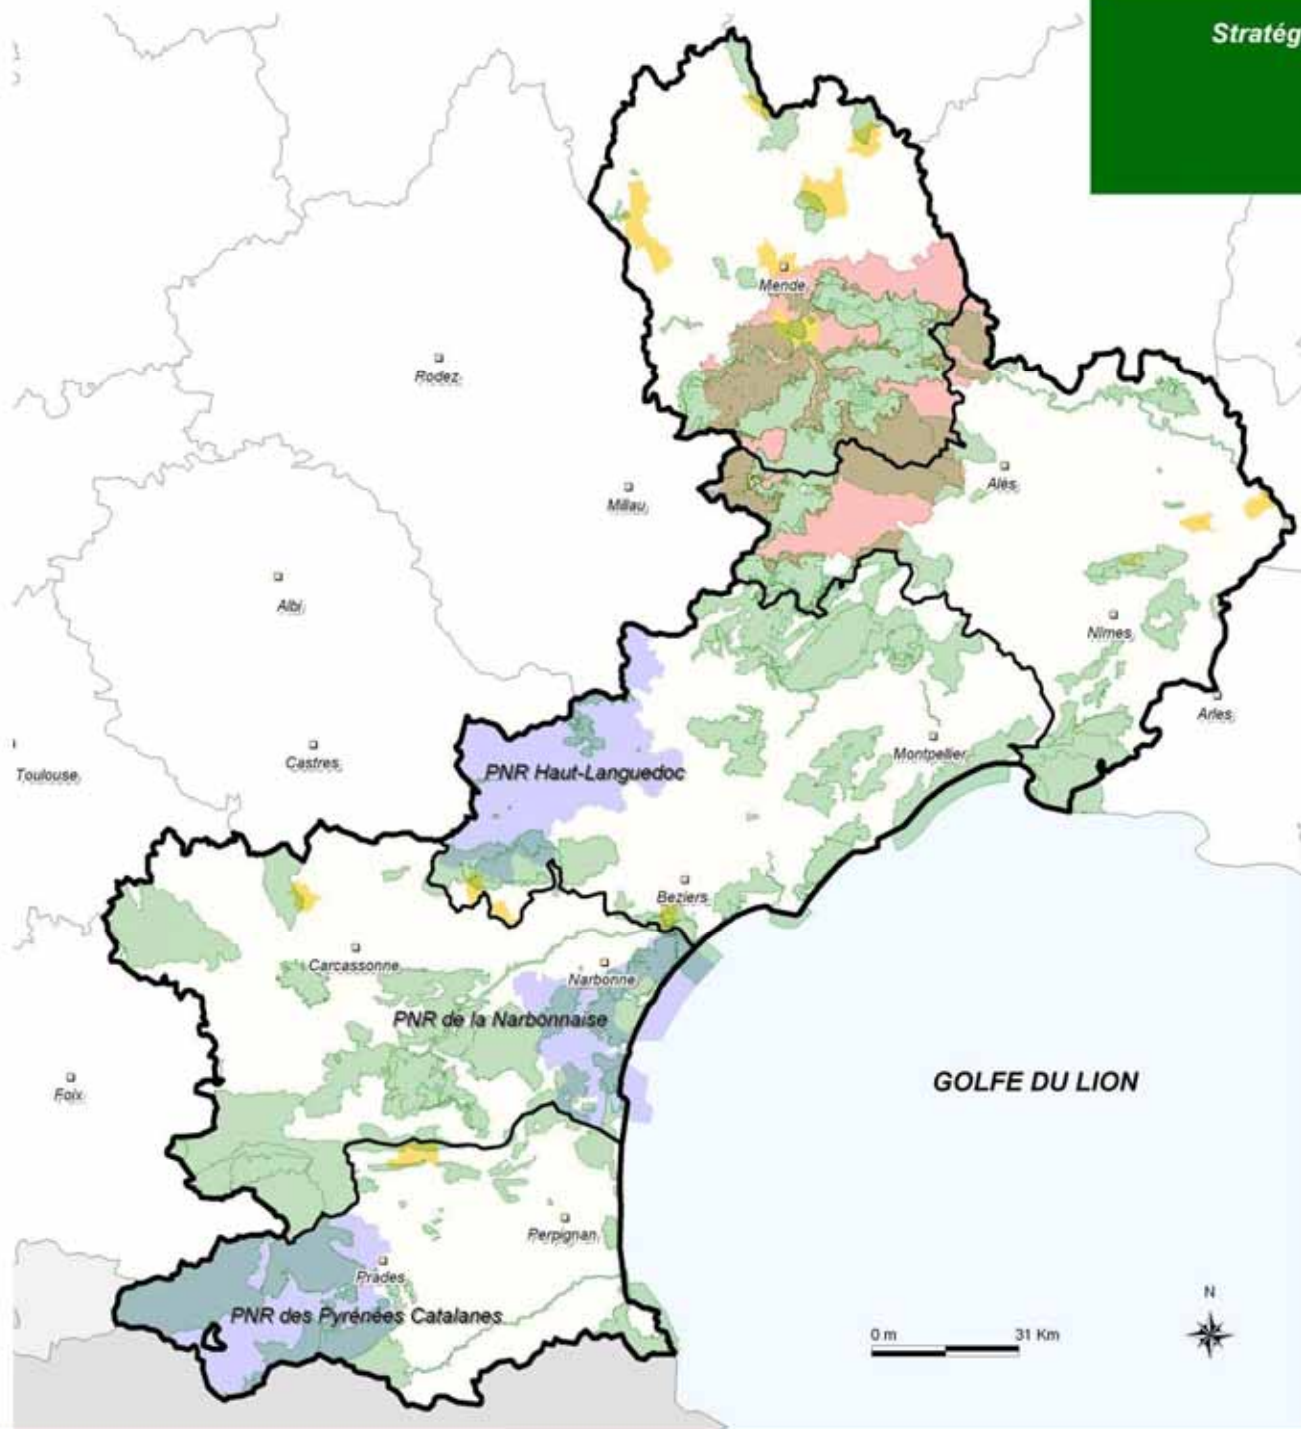 Stratég
Mende
Rodez
Alès
Millau
Albi
Nîmes
Arles
Montpellier
Castres
Toulouse
PNR Haut-Languedoc
Beziers
Carcassonne
Narbonne
PNR de la Narbonnaise
Foix
GOLFE DU LION
Perpignan
Prades
PNR des Pyrénées Catalanes
N
0 m 31 Km